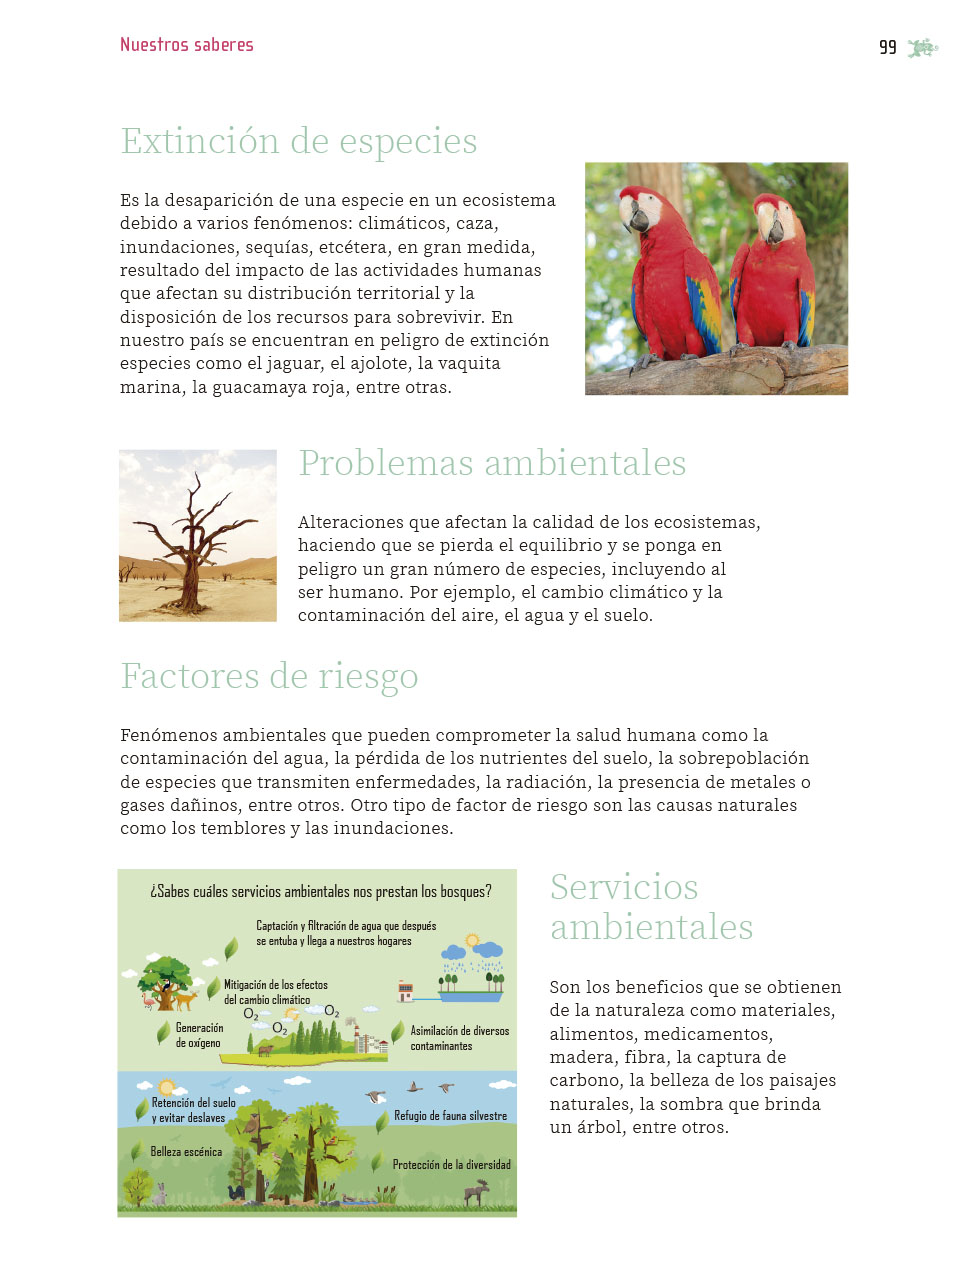 Nuestros saberes
99
Extinción de especies
Es la desaparición de una especie en un ecosistema
debido a varios fenómenos: climáticos, caza,
inundaciones, sequías, etcétera, en gran medida,
resultado del impacto de las actividades humanas
que afectan su distribución territorial y la
disposición de los recursos para sobrevivir. En
nuestro país se encuentran en peligro de extinción
especies como el jaguar, el ajolote, la vaquita
marina, la guacamaya roja, entre otras.
Problemas ambientales
Alteraciones que afectan la calidad de los ecosistemas,
haciendo que se pierda el equilibrio y se ponga en
peligro un gran número de especies, incluyendo al
ser humano. Por ejemplo, el cambio climático y la
contaminación del aire, el agua y el suelo.
Factores de riesgo
Fenómenos ambientales que pueden comprometer la salud humana como la
contaminación del agua, la pérdida de los nutrientes del suelo, la sobrepoblación
de especies que transmiten enfermedades, la radiación, la presencia de metales o
gases dañinos, entre otros. Otro tipo de factor de riesgo son las causas naturales
como los temblores y las inundaciones.
¿Sabes cuáles servicios ambientales nos prestan los bosques?
Captación y filtración de agua que después
se entuba y llega a nuestros hogares
Mitigación de los efectos
del cambio climático
O2
O2
O2
Generación
de oxígeno
Asimilación de diversos
contaminantes
Retención del suelo
y evitar deslaves
Refugio de fauna silvestre
Belleza escénica
Protección de la diversidad
Servicios
ambientales
Son los beneficios que se obtienen
de la naturaleza como materiales,
alimentos, medicamentos,
madera, fibra, la captura de
carbono, la belleza de los paisajes
naturales, la sombra que brinda
un árbol, entre otros.